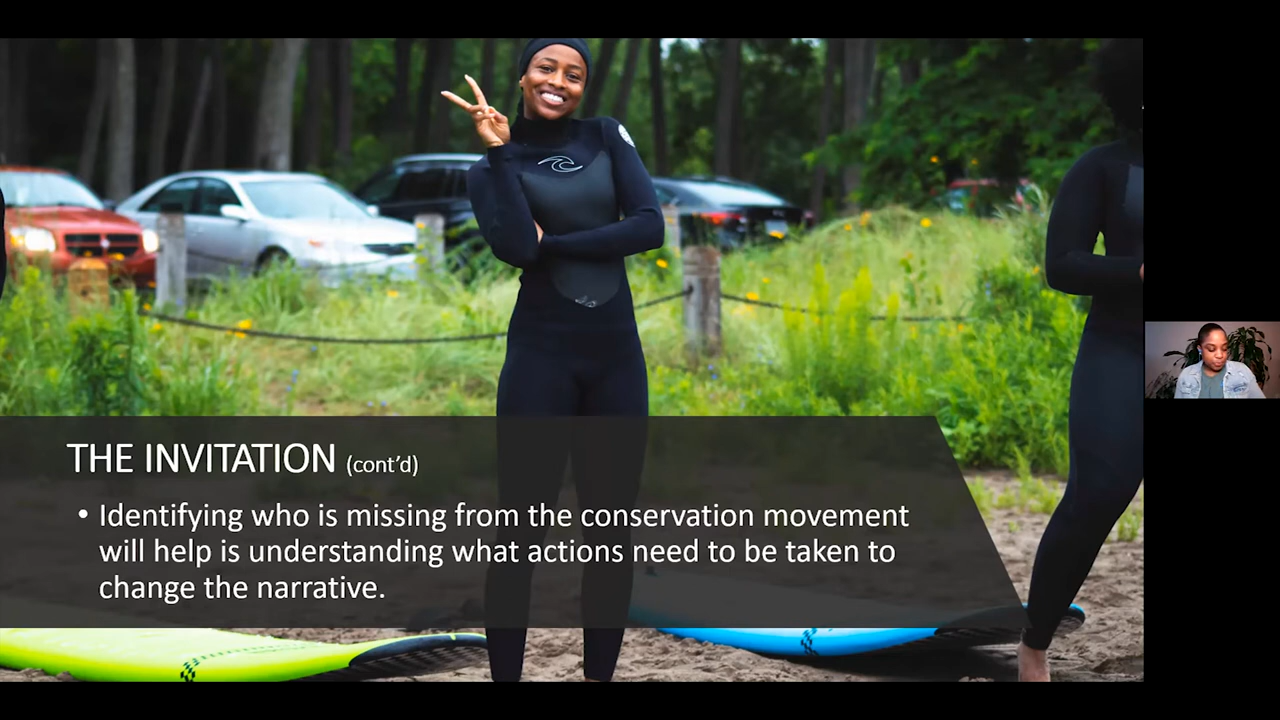 THE INVITATION (cont’d)
• Identifying who is missing from the conservation movement
will help is understanding what actions need to be taken to
change the narrative.